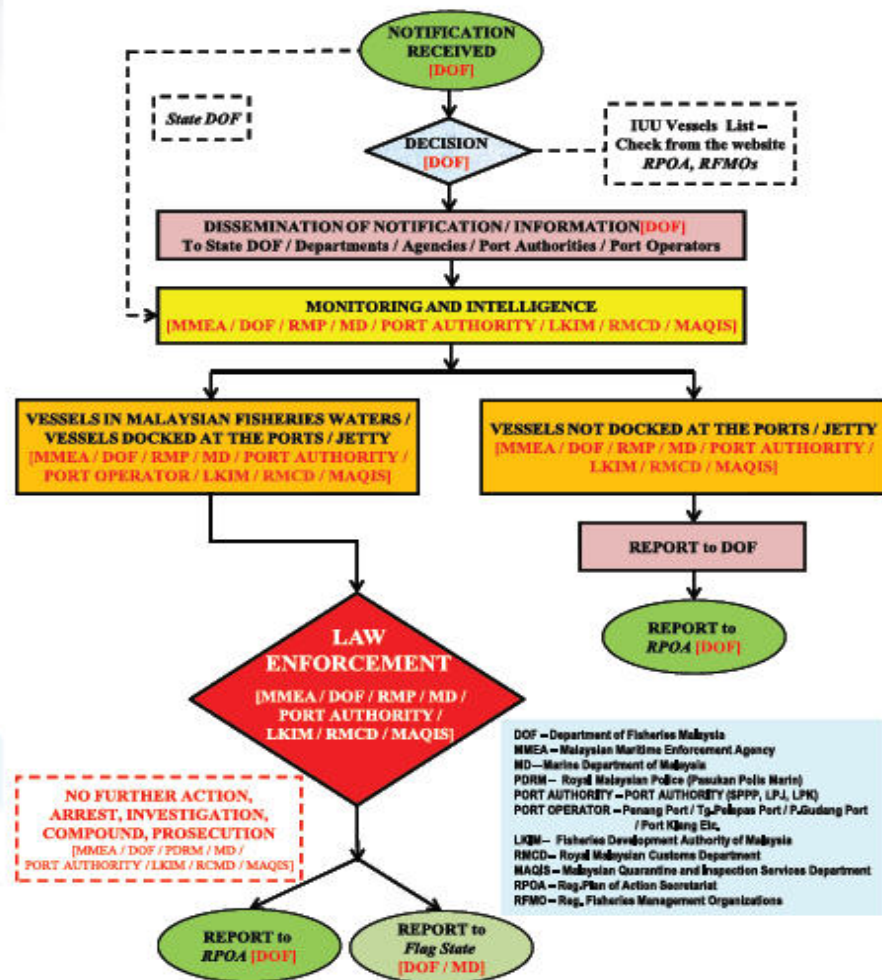 NOTIFICATION
RECEIVED
[DOF]
State DOF
DECISION
[DOF]
IUU Vessels List –
Check from the website
RPOA, RFMOs
DISSEMINATION OF NOTIFICATION / INFORMATION[DOF]
To State DOF / Departments / Agencies / Port Authorities / Port Operators
MONITORING AND INTELLIGENCE
[MMEA / DOF / RMP / MD / PORT AUTHORITY / LKIM / RMCD / MAQIS]
VESSELS IN MALAYSIAN FISHERIES WATERS /
VESSELS DOCKED AT THE PORTS / JETTY
[MMEA / DOF / RMP / MD / PORT AUTHORITY /
PORT OPERATOR / LKIM / RMCD / MAQIS]
VESSELS NOT DOCKED AT THE PORTS / JETTY
[MMEA / DOF / RMP / MD / PORT AUTHORITY /
LKIM / RMCD / MAQIS]
REPORT to DOF
REPORT to
RPOA [DOF]
LAW
ENFORCEMENT
[MMEA / DOF / RMP / MD /
PORT AUTHORITY /
LKIM / RMCD / MAQIS]
NO FURTHER ACTION,
ARREST, INVESTIGATION,
COMPOUND, PROSECUTION
[MMEA / DOF / PDRM / MD /
PORT AUTHORITY / LKIM / RCMD / MAQIS]
DOF – Department of Fisheries Malaysia
MMEA – Malaysian Maritime Enforcement Agency
MD – Marine Department of Malaysia
PDRM – Royal Malaysian Police (Pasukan Polis Marin)
PORT AUTHORITY – PORT AUTHORITY (SPPP, LPJ, LPK)
PORT OPERATOR – Penang Port / Tg.Pelepas Port / P.Gudang Port
/ Port Klang Etc.
LKIM – Fisheries Development Authority of Malaysia
RMCD – Royal Malaysian Customs Department
MAQIS – Malaysian Quarantine and Inspection Services Department
RPOA – Reg.Plan of Action Secretariat
RFMO – Reg. Fisheries Management Organizations
REPORT to
RPOA [DOF]
REPORT to
Flag State
[DOF / MD]